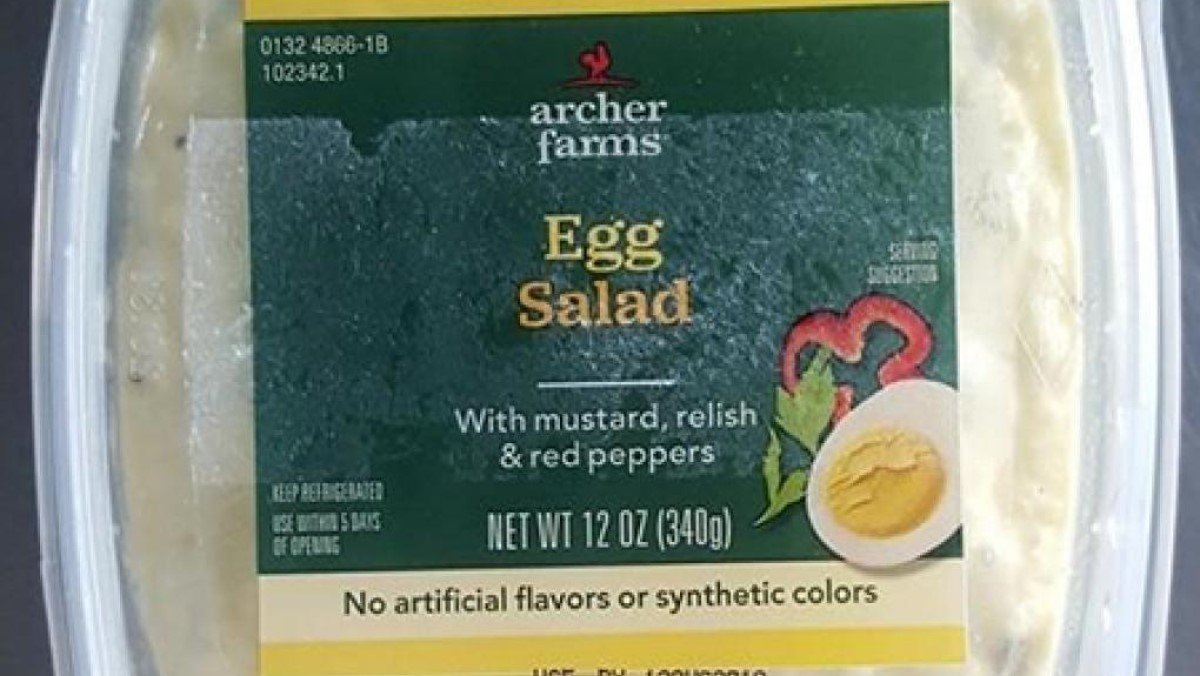 0132 4866-1B
102342.1
archer
farms
Egg
Salad
SERVING
SUGGESTION
With mustard, relish
& red peppers
KEEP REFRIGERATED
USE WITHIN 5 DAYS
OF OPENING
NET WT 12 OZ (340g)
No artificial flavors or synthetic colors